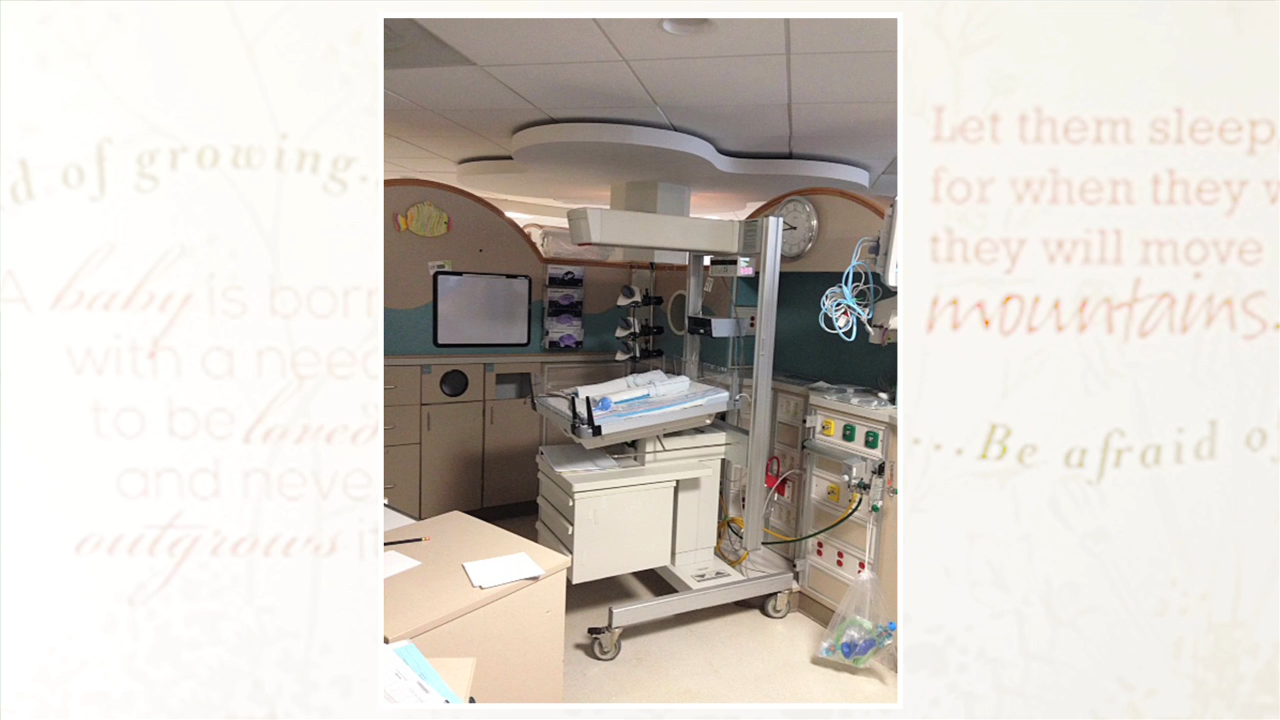 d of growing...
A baby is born
with a need
to be loved
and never
outgrows it
Let them sleep
for when they w
they will move
mountains.
...Be afraid o